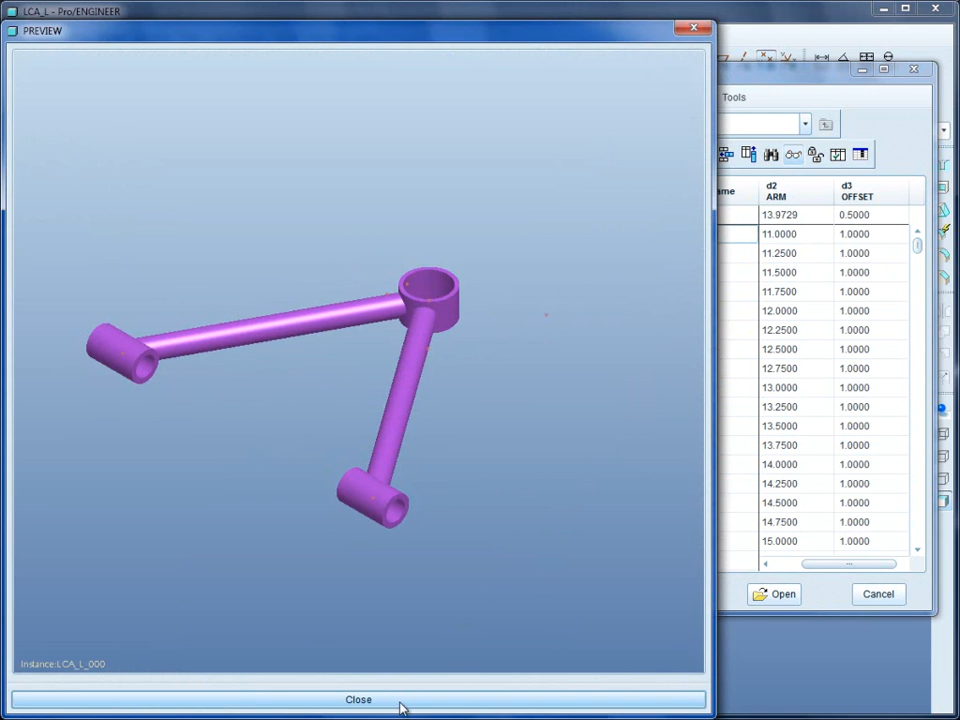 LCA_L - Pro/ENGINEER
PREVIEW
Tools
ame
d2
ARM
d3
OFFSET
13.9729 0.5000
11.0000 1.0000
11.2500 1.0000
11.5000 1.0000
11.7500 1.0000
12.0000 1.0000
12.2500 1.0000
12.5000 1.0000
12.7500 1.0000
13.0000 1.0000
13.2500 1.0000
13.5000 1.0000
13.7500 1.0000
14.0000 1.0000
14.2500 1.0000
14.5000 1.0000
14.7500 1.0000
15.0000 1.0000
Open
Cancel
Instance:LCA_L_000
Close